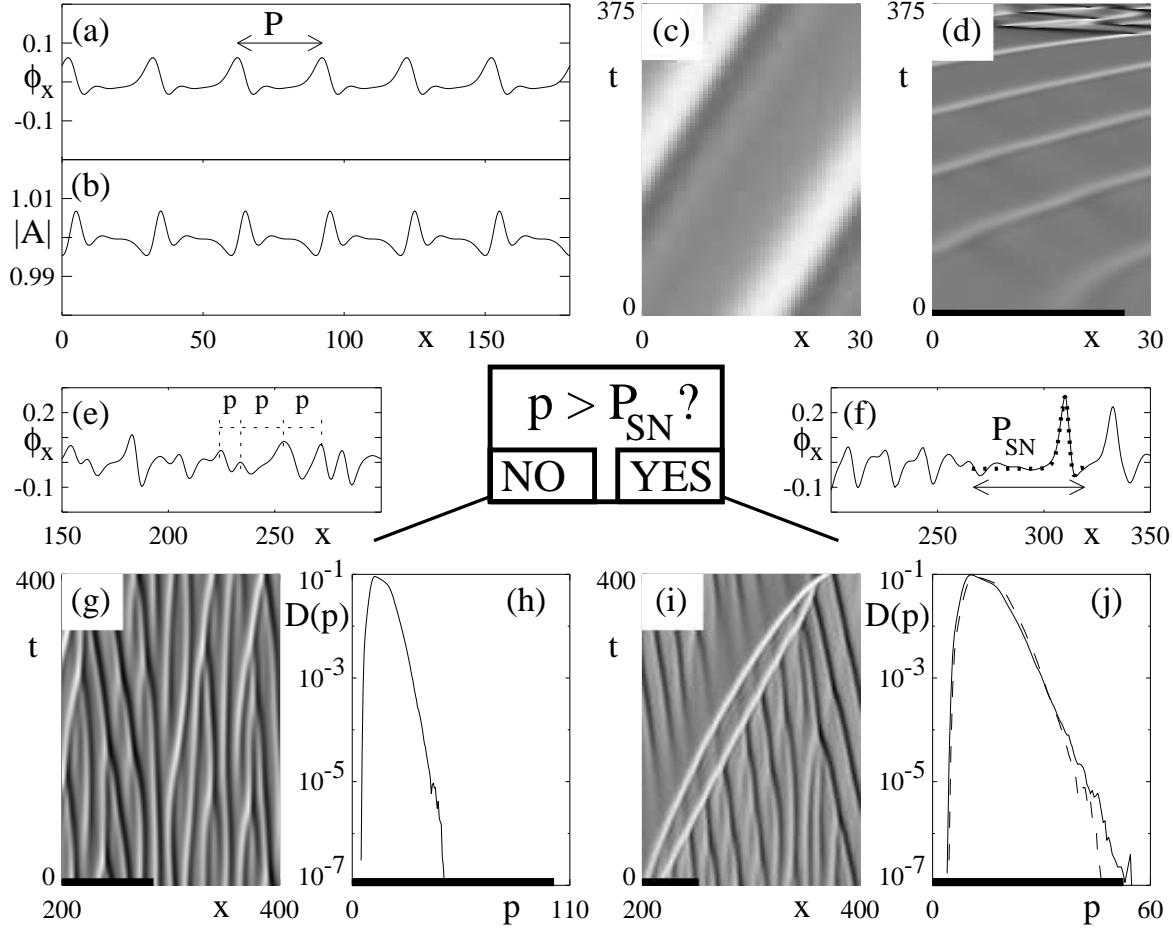 (a)
P
0.1
ϕx
-0.1
(b)
1.01
|A|
0.99
0
50
100
x
150
(c)
375
t
0
0
x
30
(d)
375
t
0
0
x
30
(e)
p
p
p
0.2
ϕx
-0.1
150
200
250
x
p > PSN ?
NO
YES
(f)
0.2
ϕx
-0.1
PSN
250
300
x
350
(g)
400
t
0
200
x
400
(h)
10-1
D(p)
10-3
10-5
10-7
0
p
110
(i)
400
t
0
200
x
400
(j)
10-1
D(p)
10-3
10-5
10-7
0
p
60